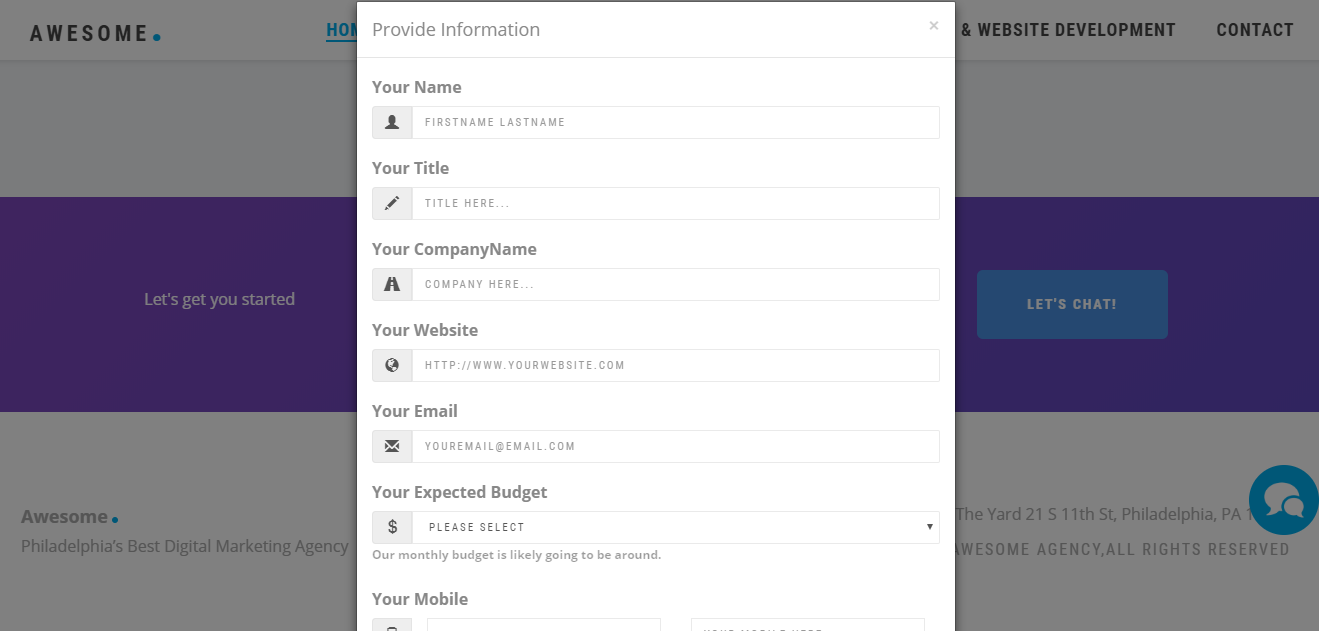 AWESOME.
HOM
& WEBSITE DEVELOPMENT
CONTACT
Provide Information
×
Your Name
FIRSTNAME LASTNAME
Your Title
TITLE HERE...
Your CompanyName
COMPANY HERE...
Your Website
HTTP://WWW.YOURWEBSITE.COM
Your Email
YOUREMAIL@EMAIL.COM
Your Expected Budget
$ PLEASE SELECT
Our monthly budget is likely going to be around.
Your Mobile
Let's get you started
LET'S CHAT!
Awesome.
Philadelphia's Best Digital Marketing Agency
The Yard 21 S 11th St, Philadelphia, PA 1
AWESOME AGENCY,ALL RIGHTS RESERVED